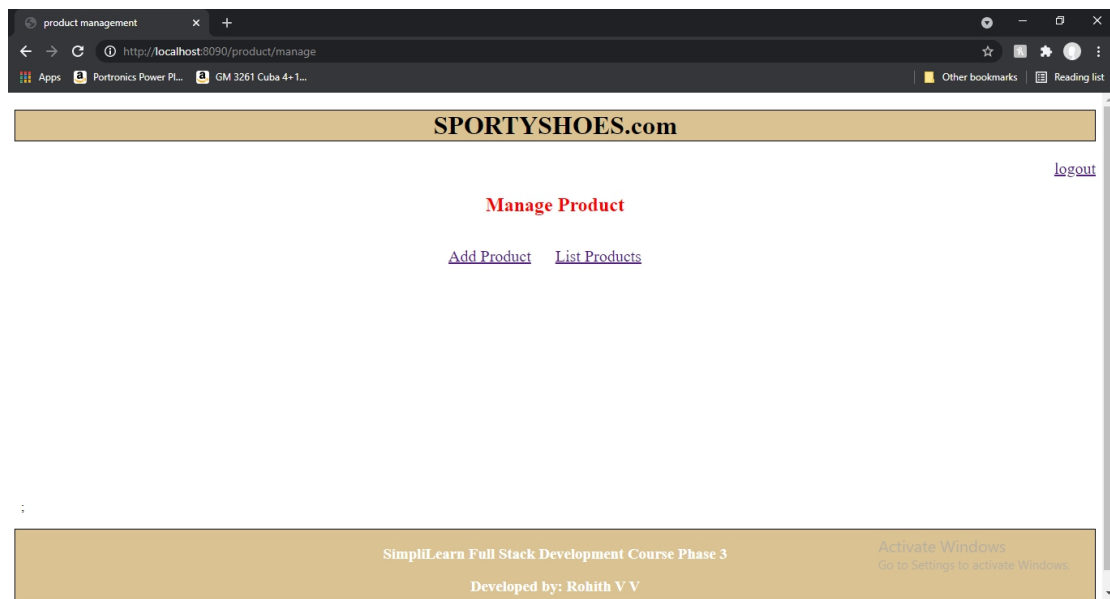 product management
http://localhost:8090/product/manage
Apps
Portronics Power Pl...
GM 3261 Cuba 4+1...
Other bookmarks
Reading list
SPORTYSHOES.com
logout
Manage Product
Add Product List Products
;
SimpliLearn Full Stack Development Course Phase 3
Developed by: Rohith V V
Activate Windows
Go to Settings to activate Windows.